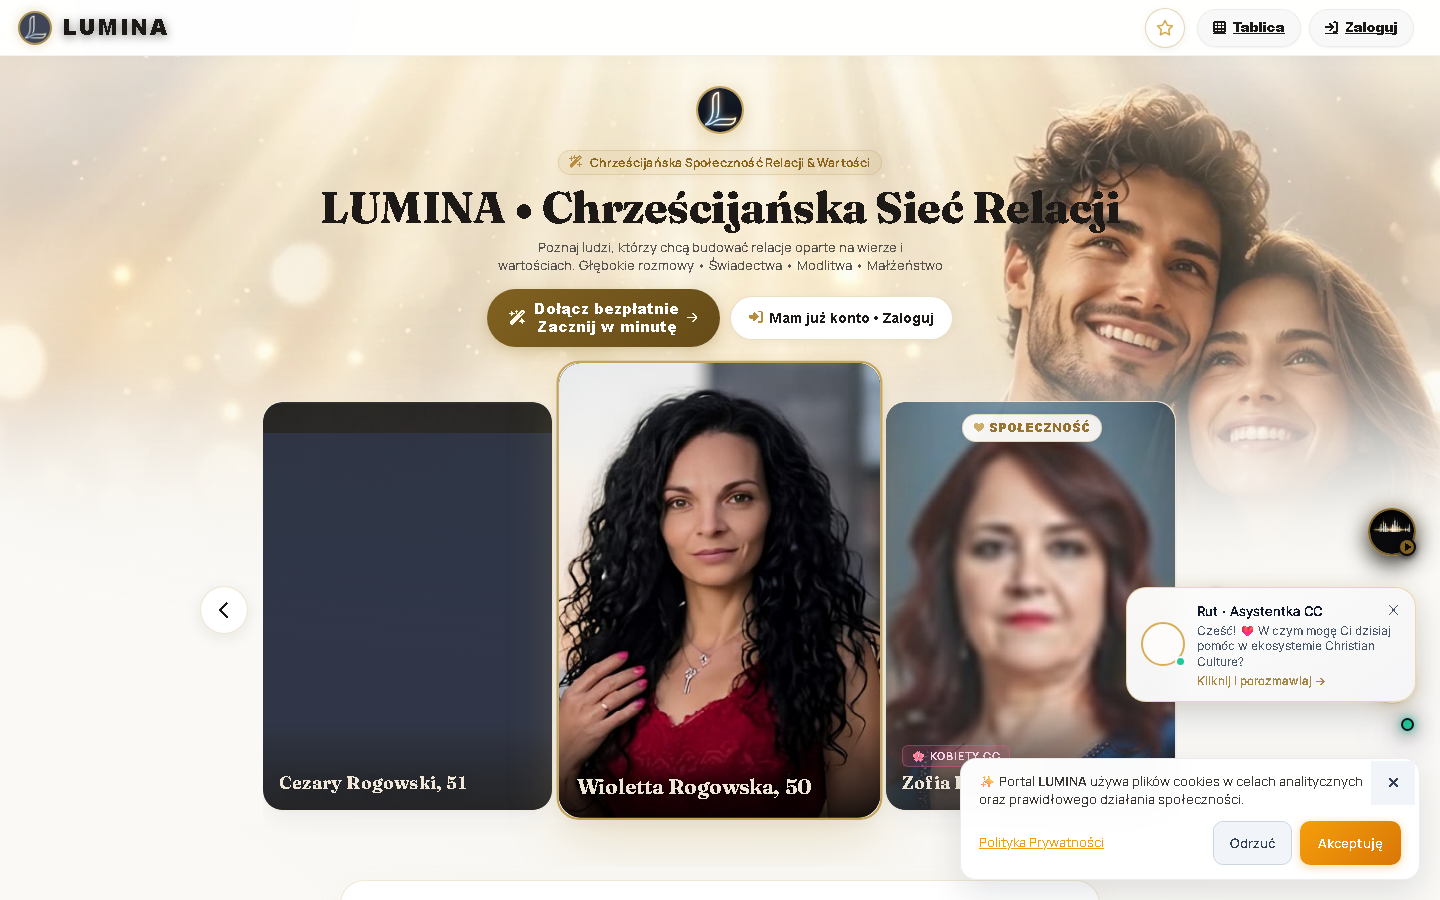 LUMINA
Tablica
Zaloguj
Chrześcijańska Społeczność Relacji & Wartości
LUMINA • Chrześcijańska Sieć Relacji
Poznaj ludzi, którzy chcą budować relacje oparte na wierze i
wartościach. Głębokie rozmowy • Świadectwa • Modlitwa • Małżeństwo
Dołącz bezpłatnie
Zacznij w minutę →
Mam już konto • Zaloguj
Cezary Rogowski, 51
Wioletta Rogowska, 50
SPOŁECZNOŚĆ
KOBIETY CC
Zofia
Rut · Asystentka CC
Cześć! ❤️ W czym mogę Ci dzisiaj
pomóc w ekosystemie Christian
Culture?
Kliknij i porozmawiaj →
✨ Portal LUMINA używa plików cookies w celach analitycznych
oraz prawidłowego działania społeczności.
Polityka Prywatności
Odrzuć
Akceptuję